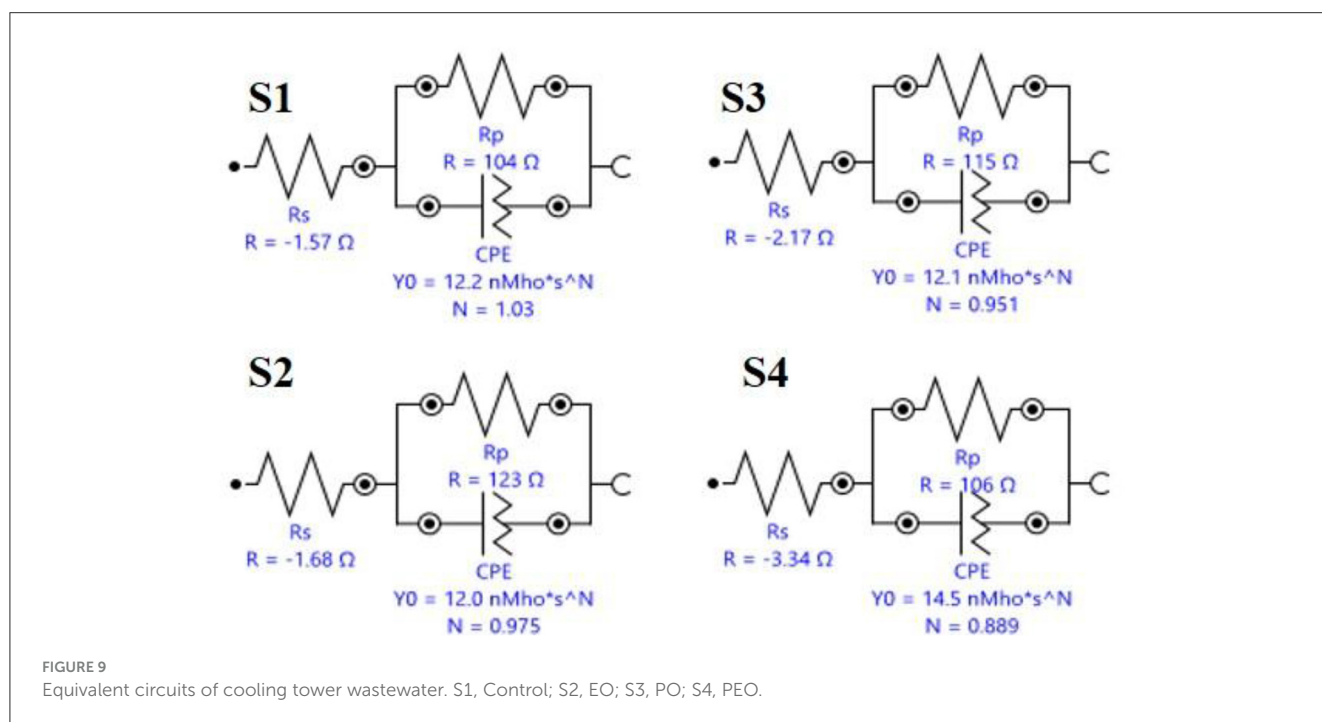 S1
Rp
R = 104 Ω
Rs
R = -1.57 Ω
CPE
Y0 = 12.2 nMho*s^N
N = 1.03
S3
Rp
R = 115 Ω
Rs
R = -2.17 Ω
CPE
Y0 = 12.1 nMho*s^N
N = 0.951
S2
Rp
R = 123 Ω
Rs
R = -1.68 Ω
CPE
Y0 = 12.0 nMho*s^N
N = 0.975
S4
Rp
R = 106 Ω
Rs
R = -3.34 Ω
CPE
Y0 = 14.5 nMho*s^N
N = 0.889
FIGURE 9
Equivalent circuits of cooling tower wastewater. S1, Control; S2, EO; S3, PO; S4, PEO.